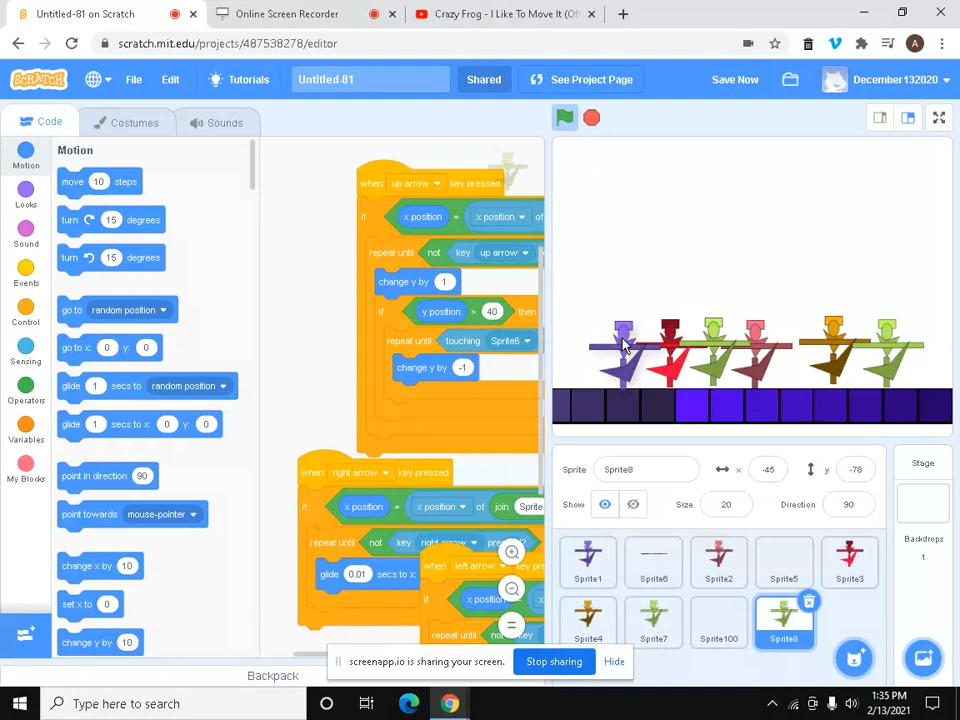 Untitled-81 on Scratch
Online Screen Recorder
Crazy Frog - I Like To Move It (Of
scratch.mit.edu/projects/487538278/editor
A
SCRATCH
File
Edit
Tutorials
Untitled-81
Shared
See Project Page
Save Now
December132020
Code
Costumes
Sounds
Motion
Looks
Sound
Events
Control
Sensing
Operators
Variables
My Blocks
Motion
move 10 steps
turn 15 degrees
turn 15 degrees
go to random position
go to x: 0 y: 0
glide 1 secs to random position
glide 1 secs to x: 0 y: 0
point in direction 90
point towards mouse-pointer
change x by 10
set x to 0
change y by 10
when up arrow key pressed
if x position = x position of
repeat until not key up arrow
change y by 1
if y position > 40 then
repeat until touching Sprite6
change y by -1
when right arrow key pressed
if x position = x position of join Sprite
repeat until not key right arrow pressed?
glide 0.01 secs to x:
when left arrow key pre
if x position
repeat until not
Sprite Sprite8 x -45 y -78
Show Size 20 Direction 90
Sprite1 Sprite6 Sprite2 Sprite5 Sprite3
Sprite4 Sprite7 Sprite100 Sprite8
Stage
Backdrops
1
Backpack
screenapp.io is sharing your screen. Stop sharing Hide
Type here to search
1:35 PM
2/13/2021